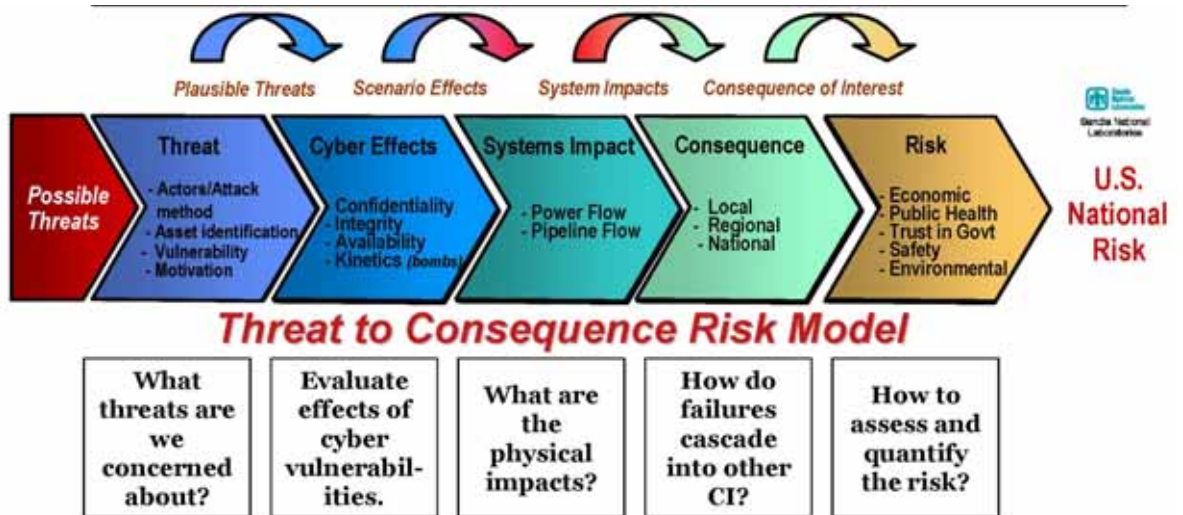 Plausible Threats
Scenario Effects
System Impacts
Consequence of Interest
Possible
Threats
Threat
- Actors/Attack
method
- Asset identification
- Vulnerability
- Motivation
Cyber Effects
- Confidentiality
- Integrity
- Availability
- Kinetics (bombs)
Systems Impact
- Power Flow
- Pipeline Flow
Consequence
- Local
- Regional
- National
Risk
- Economic
- Public Health
- Trust in Govt
- Safety
- Environmental
Sandia
National
Laboratories
Sandia National
Laboratories
U.S.
National
Risk
Threat to Consequence Risk Model
What
threats are
we
concerned
about?
Evaluate
effects of
cyber
vulnerabil-
ities.
What are
the
physical
impacts?
How do
failures
cascade
into other
CI?
How to
assess and
quantify
the risk?